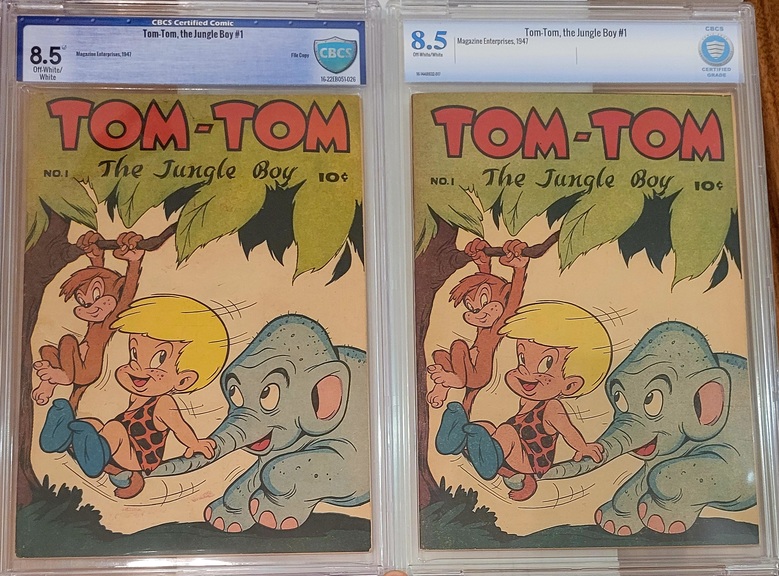 CBCS Certified Comic
8.5
Off-White/
White
Tom-Tom, the Jungle Boy #1
Magazine Enterprises, 1947
File Copy
CBCS
TOM-TOM
NO.1 The Jungle Boy 10¢
8.5
Off-White/White
Tom-Tom, the Jungle Boy #1
Magazine Enterprises, 1947
CBCS
CERTIFIED
GRADE
TOM-TOM
NO.1 The Jungle Boy 10¢